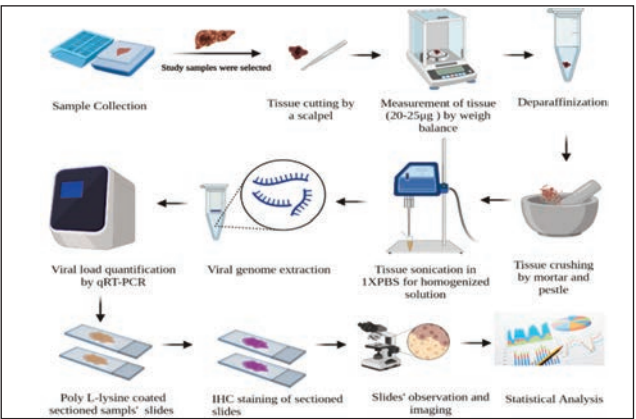 Study samples were selected
Sample Collection
Tissue cutting by
a scalpel
Measurement of tissue
(20-25µg ) by weigh
balance
Deparaffinization
Viral load quantification
by qRT-PCR
Viral genome extraction
Tissue sonication in
1XPBS for homogenized
solution
Tissue crushing
by mortar and
pestle
Poly L-lysine coated
sectioned sampls' slides
IHC staining of sectioned
slides
Slides' observation and
imaging
Statistical Analysis